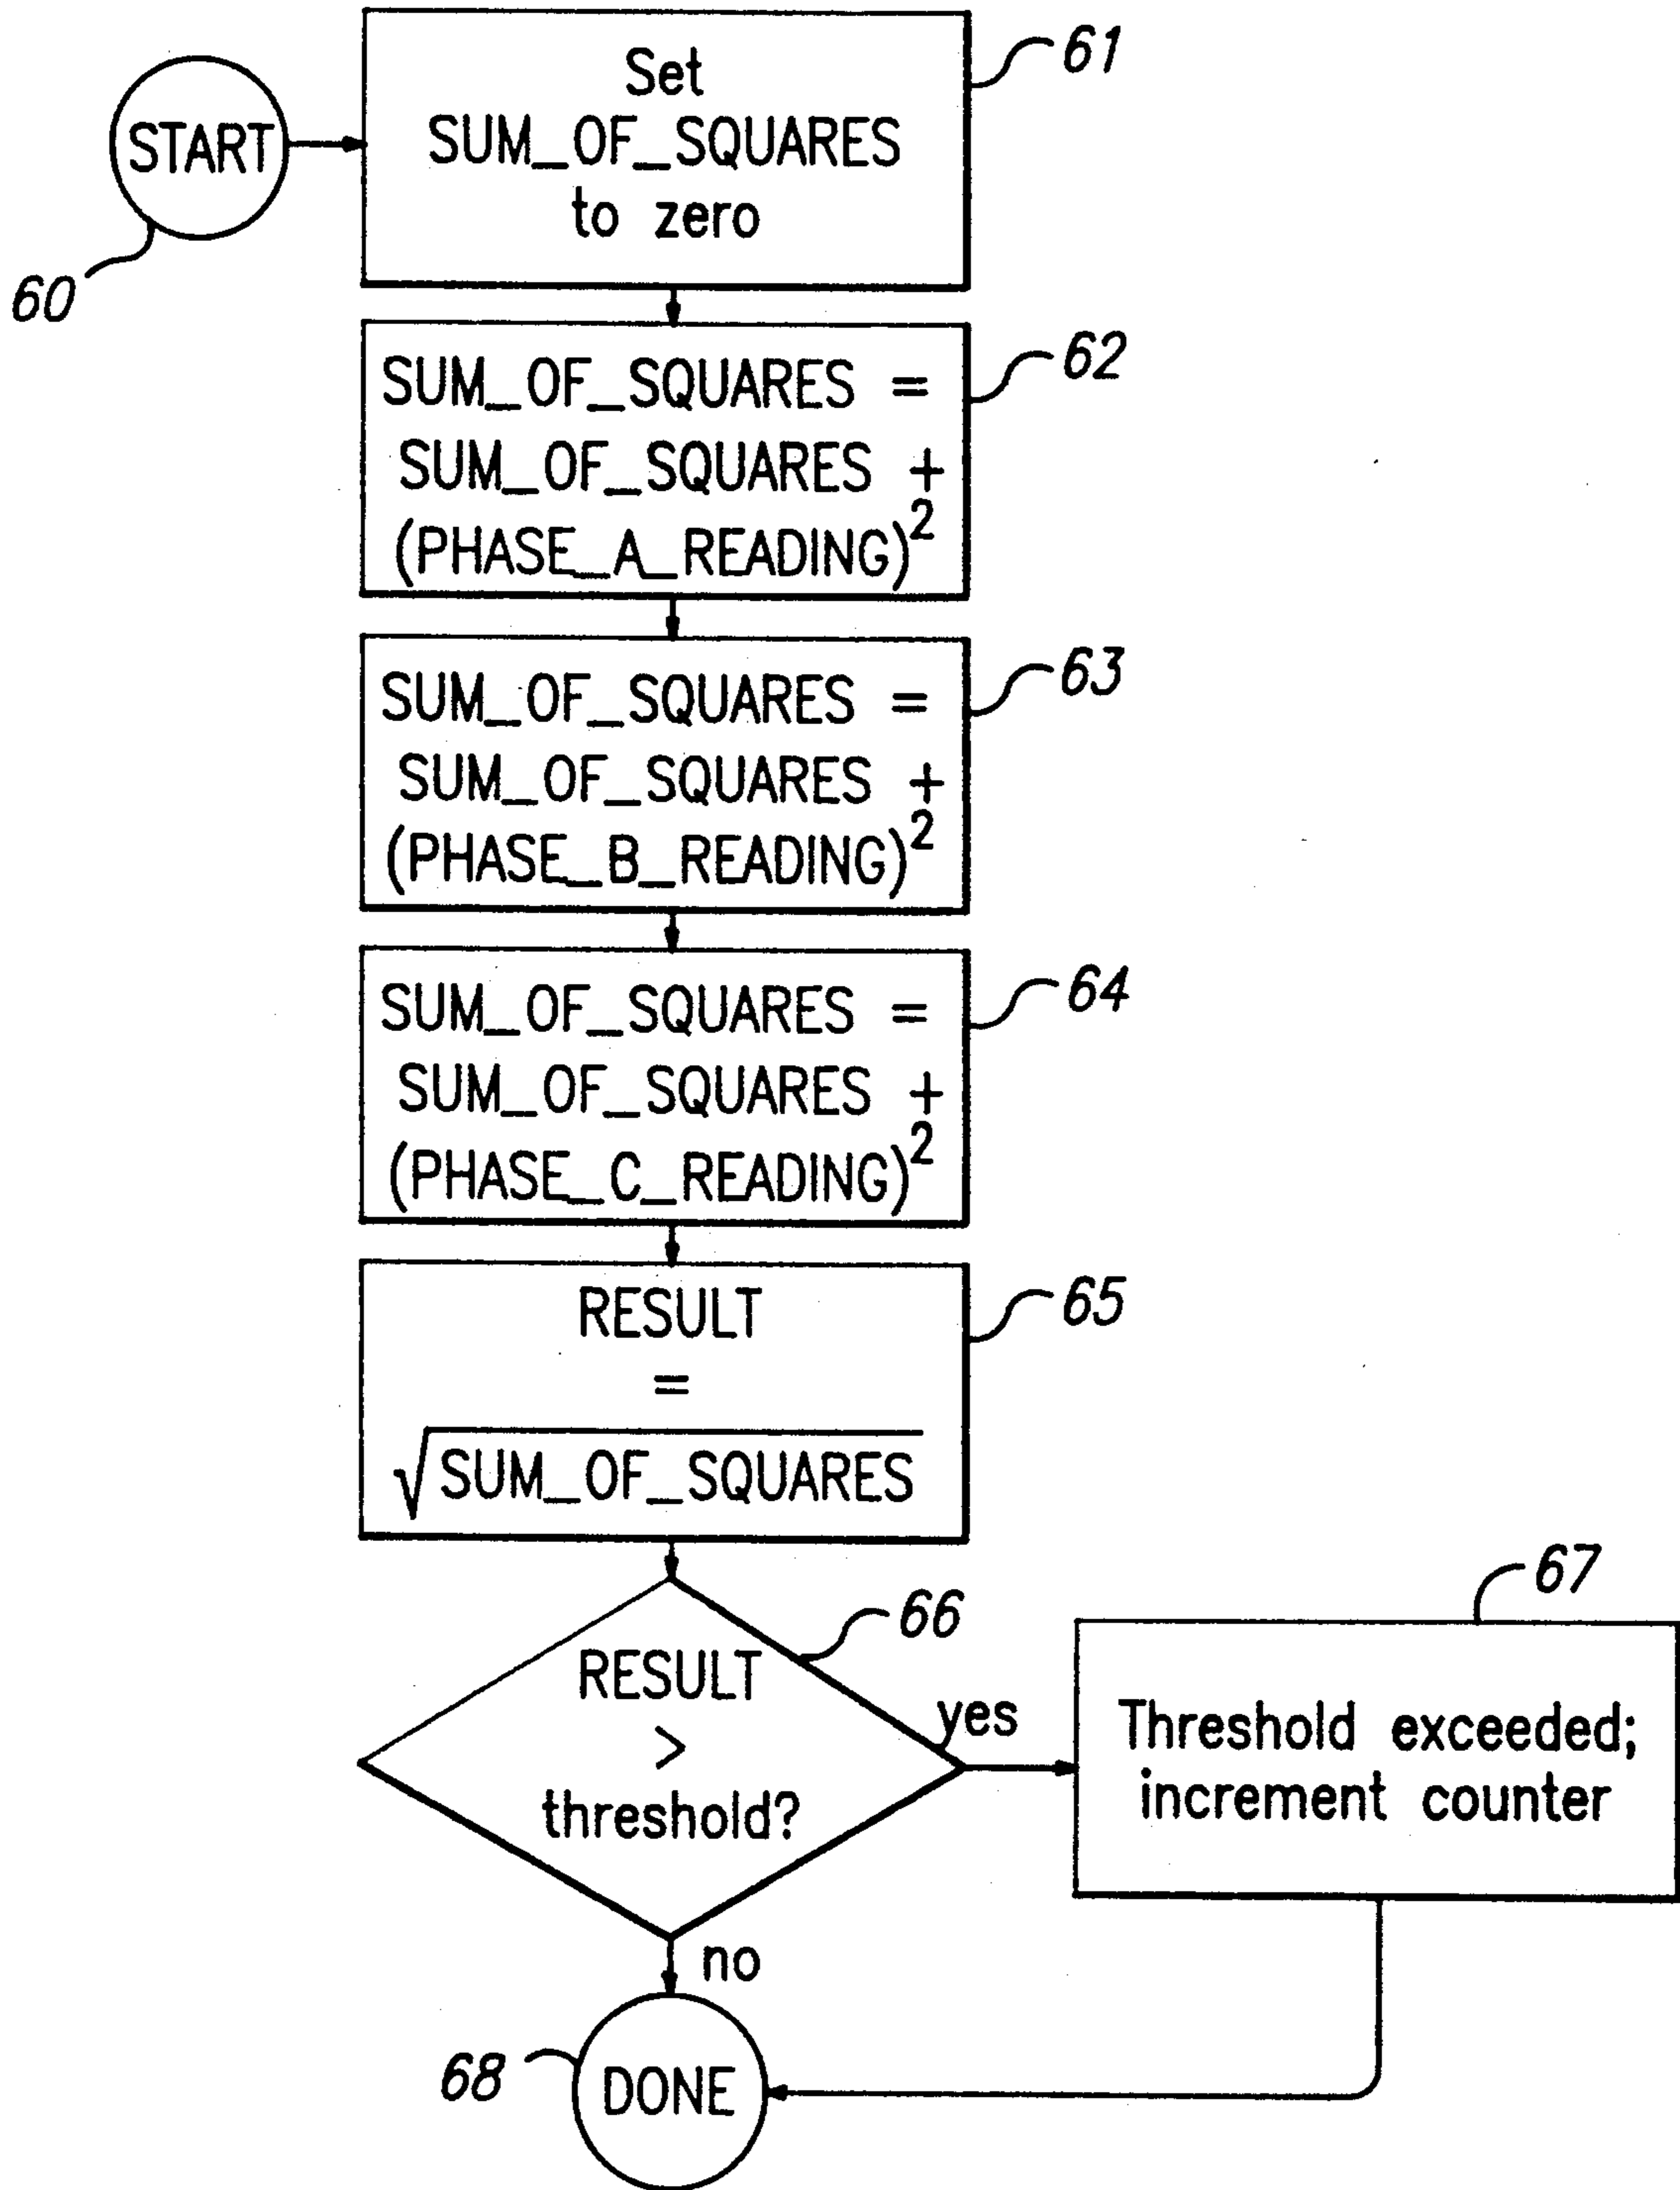 START
60
Set
SUM_OF_SQUARES
to zero
61
SUM_OF_SQUARES =
SUM_OF_SQUARES +
(PHASE_A_READING)²
62
SUM_OF_SQUARES =
SUM_OF_SQUARES +
(PHASE_B_READING)²
63
SUM_OF_SQUARES =
SUM_OF_SQUARES +
(PHASE_C_READING)²
64
RESULT
=
√SUM_OF_SQUARES
65
RESULT
>
threshold?
66
yes
Threshold exceeded;
increment counter
67
no
DONE
68